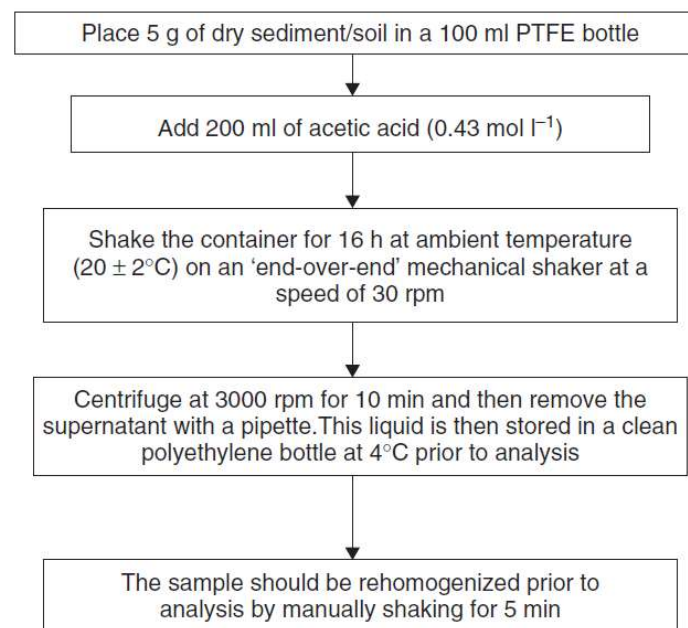 Place 5 g of dry sediment/soil in a 100 ml PTFE bottle
Add 200 ml of acetic acid (0.43 mol l⁻¹)
Shake the container for 16 h at ambient temperature
(20 ± 2°C) on an ‘end-over-end’ mechanical shaker at a
speed of 30 rpm
Centrifuge at 3000 rpm for 10 min and then remove the
supernatant with a pipette.This liquid is then stored in a clean
polyethylene bottle at 4°C prior to analysis
The sample should be rehomogenized prior to
analysis by manually shaking for 5 min